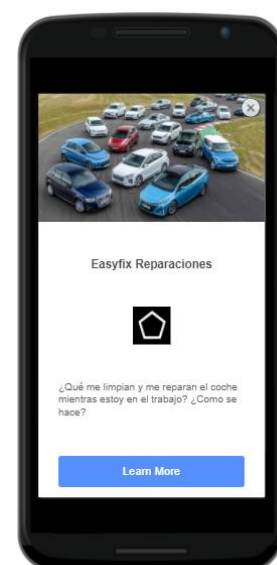 Easyfix Reparaciones
¿Qué me limpian y me reparan el coche
mientras estoy en el trabajo? ¿Como se
hace?
Learn More